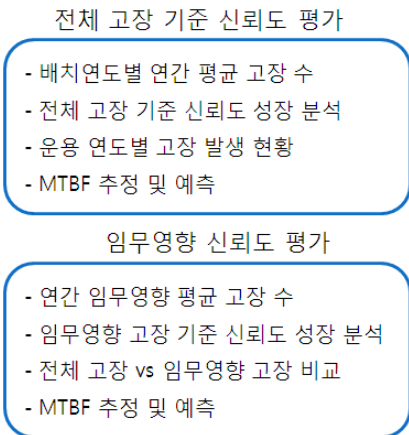 전체 고장 기준 신뢰도 평가
- 배치연도별 연간 평균 고장 수
- 전체 고장 기준 신뢰도 성장 분석
- 운용 연도별 고장 발생 현황
- MTBF 추정 및 예측
임무영향 신뢰도 평가
- 연간 임무영향 평균 고장 수
- 임무영향 고장 기준 신뢰도 성장 분석
- 전체 고장 vs 임무영향 고장 비교
- MTBF 추정 및 예측